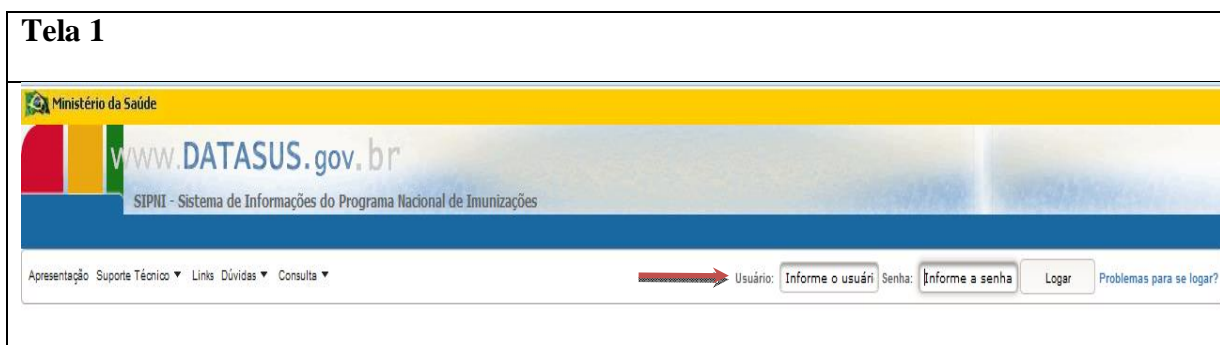 Tela 1
Ministério da Saúde
www.DATASUS.gov.br
SIPNI - Sistema de Informações do Programa Nacional de Imunizações
Apresentação Suporte Técnico ▼ Links Dúvidas ▼ Consulta ▼ Usuário: Informe o usuári Senha: Informe a senha Logar Problemas para se logar?